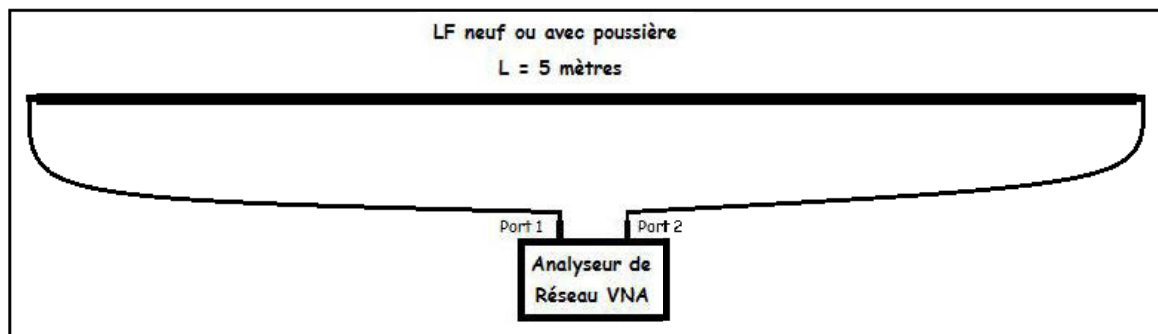 LF neuf ou avec poussière
L = 5 mètres
Port 1
Port 2
Analyseur de
Réseau VNA